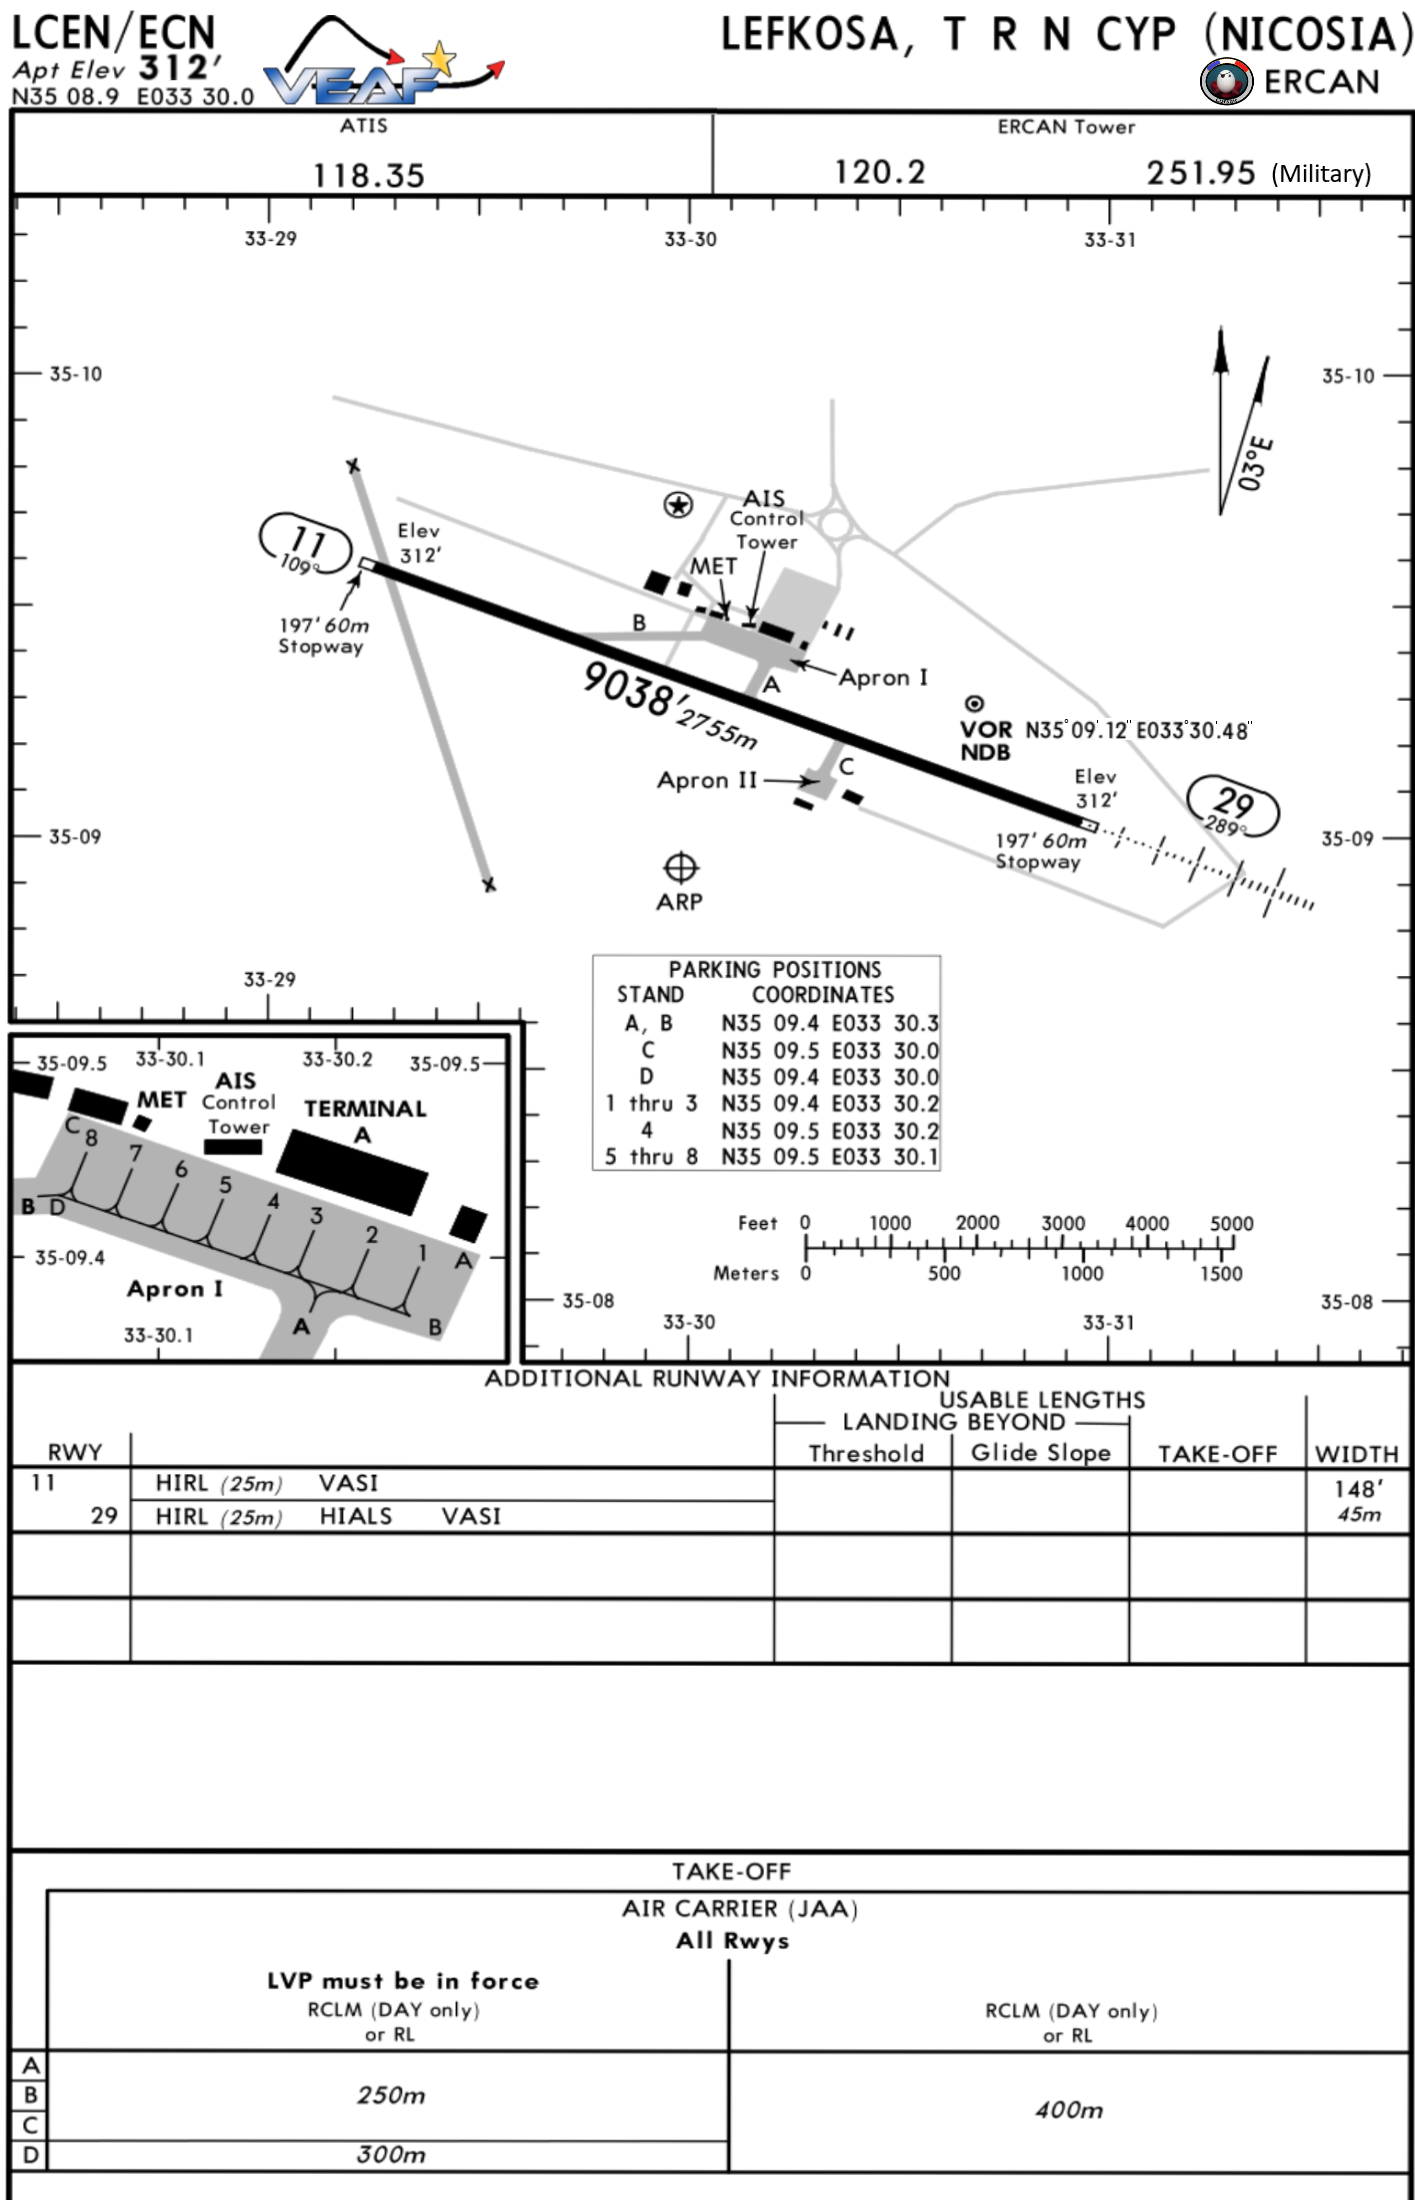 LCEN/ECN
Apt Elev 312'
N35 08.9 E033 30.0
VEAF
LEFKOSA, T R N CYP (NICOSIA)
ERCAN
ATIS
118.35
ERCAN Tower
120.2 251.95 (Military)
33-29 33-30 33-31
35-10 35-10
03°E
AIS
Control
Tower
MET
11
109°
Elev
312'
197' 60m
Stopway
B
A
Apron I
9038' 2755m
VOR N35°09'.12" E033°30'.48"
NDB
C
Apron II
Elev
312'
29
289°
197' 60m
Stopway
35-09 35-09
ARP
33-29
PARKING POSITIONS
STAND COORDINATES
A, B N35 09.4 E033 30.3
C N35 09.5 E033 30.0
D N35 09.4 E033 30.0
1 thru 3 N35 09.4 E033 30.2
4 N35 09.5 E033 30.2
5 thru 8 N35 09.5 E033 30.1
35-09.5 33-30.1 33-30.2 35-09.5
AIS
Control
Tower
MET
TERMINAL
A
C 8 7 6 5 4 3 2 1 A
B D
35-09.4
Apron I
A B
33-30.1
Feet 0 1000 2000 3000 4000 5000
Meters 0 500 1000 1500
35-08 35-08
33-30 33-31
ADDITIONAL RUNWAY INFORMATION
USABLE LENGTHS
LANDING BEYOND
RWY Threshold Glide Slope TAKE-OFF WIDTH
11 HIRL (25m) VASI 148'
29 HIRL (25m) HIALS VASI 45m
TAKE-OFF
AIR CARRIER (JAA)
All Rwys
LVP must be in force
RCLM (DAY only)
or RL
RCLM (DAY only)
or RL
A
B 250m
C 400m
D 300m